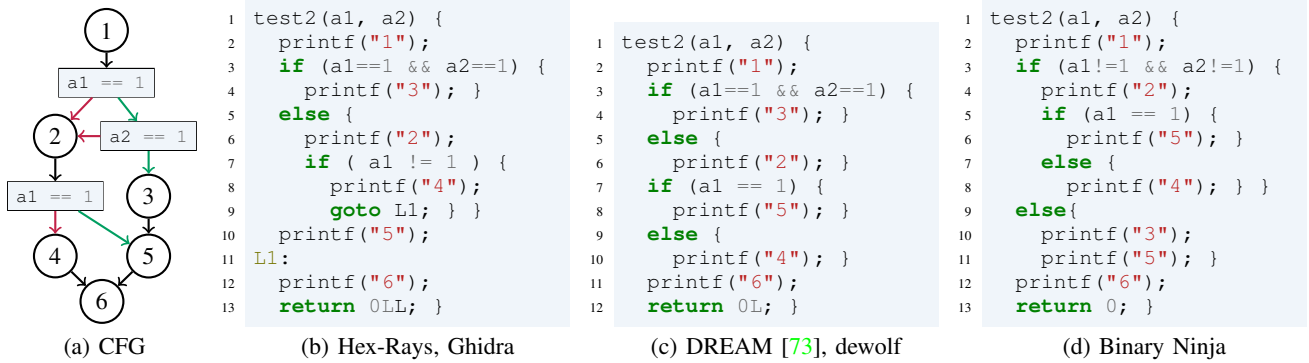 1
a1 == 1
2
a2 == 1
a1 == 1
3
4
5
6
(a) CFG
1 test2(a1, a2) {
2 printf("1");
3 if (a1==1 && a2==1) {
4 printf("3"); }
5 else {
6 printf("2");
7 if ( a1 != 1 ) {
8 printf("4");
9 goto L1; } }
10 printf("5");
11 L1:
12 printf("6");
13 return 0LL; }
(b) Hex-Rays, Ghidra
1 test2(a1, a2) {
2 printf("1");
3 if (a1==1 && a2==1) {
4 printf("3"); }
5 else {
6 printf("2"); }
7 if (a1 == 1) {
8 printf("5"); }
9 else {
10 printf("4"); }
11 printf("6");
12 return 0L; }
(c) DREAM [73], dewolf
1 test2(a1, a2) {
2 printf("1");
3 if (a1!=1 && a2!=1) {
4 printf("2");
5 if (a1 == 1) {
6 printf("5"); }
7 else {
8 printf("4"); } }
9 else{
10 printf("3");
11 printf("5"); }
12 printf("6");
13 return 0; }
(d) Binary Ninja